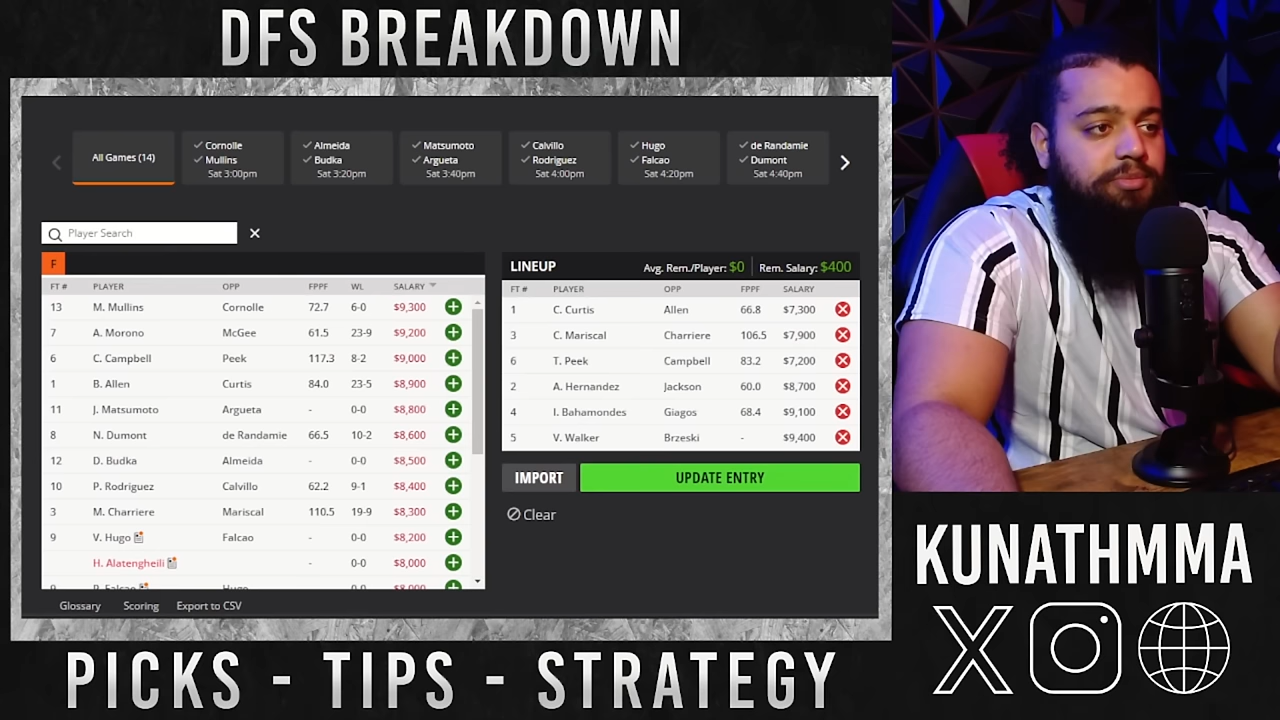 DFS BREAKDOWN
All Games (14)
Cornolle
Mullins
Sat 3:00pm
Almeida
Budka
Sat 3:20pm
Matsumoto
Argueta
Sat 3:40pm
Calvillo
Rodriguez
Sat 4:00pm
Hugo
Falcao
Sat 4:20pm
de Randamie
Dumont
Sat 4:40pm
Player Search
F
FT # PLAYER OPP FPPF WL SALARY
13 M. Mullins Cornolle 72.7 6-0 $9,300
7 A. Morono McGee 61.5 23-9 $9,200
6 C. Campbell Peek 117.3 8-2 $9,000
1 B. Allen Curtis 84.0 23-5 $8,900
11 J. Matsumoto Argueta - 0-0 $8,800
8 N. Dumont de Randamie 66.5 10-2 $8,600
12 D. Budka Almeida - 0-0 $8,500
10 P. Rodriguez Calvillo 62.2 9-1 $8,400
3 M. Charriere Mariscal 110.5 19-9 $8,300
9 V. Hugo Falcao - 0-0 $8,200
H. Alatengheili - 0-0 $8,000
9 P. Falcao Hugo 0-0 $8,000
Glossary Scoring Export to CSV
LINEUP Avg. Rem./Player: $0 Rem. Salary: $400
FT # PLAYER OPP FPPF SALARY
1 C. Curtis Allen 66.8 $7,300
3 C. Mariscal Charriere 106.5 $7,900
6 T. Peek Campbell 83.2 $7,200
2 A. Hernandez Jackson 60.0 $8,700
4 I. Bahamondes Giagos 68.4 $9,100
5 V. Walker Brzeski - $9,400
IMPORT UPDATE ENTRY
Clear
PICKS - TIPS - STRATEGY
KUNATHMMA